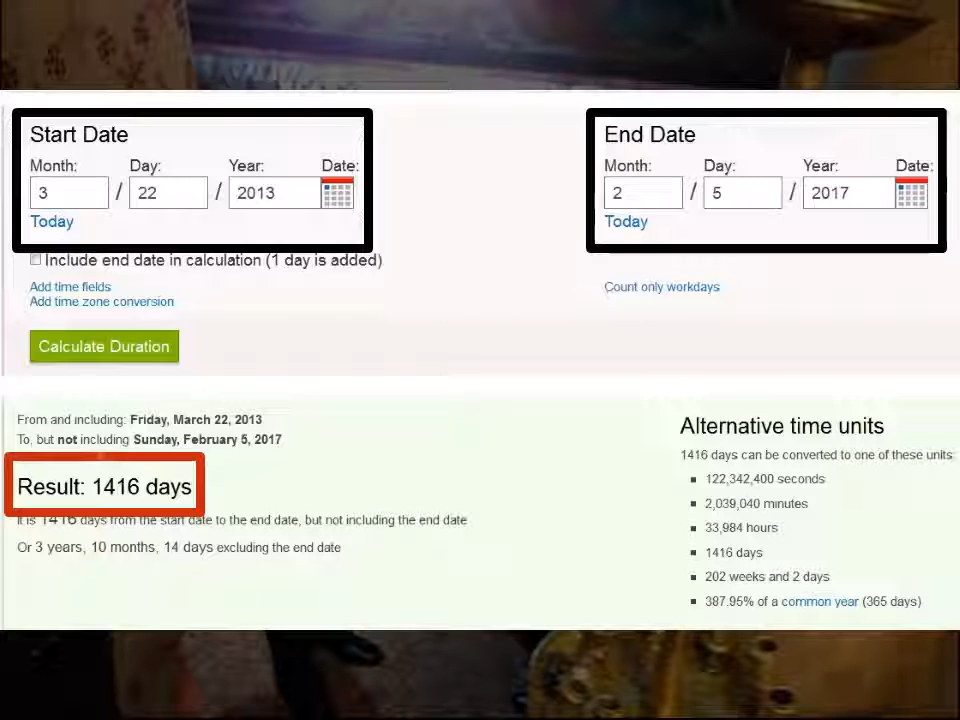 Start Date
Month: Day: Year: Date:
3 / 22 / 2013
Today
End Date
Month: Day: Year: Date:
2 / 5 / 2017
Today
Include end date in calculation (1 day is added)
Add time fields
Add time zone conversion
Count only workdays
Calculate Duration
From and including: Friday, March 22, 2013
To, but not including Sunday, February 5, 2017
Result: 1416 days
It is 1416 days from the start date to the end date, but not including the end date
Or 3 years, 10 months, 14 days excluding the end date
Alternative time units
1416 days can be converted to one of these units:
122,342,400 seconds
2,039,040 minutes
33,984 hours
1416 days
202 weeks and 2 days
387.95% of a common year (365 days)